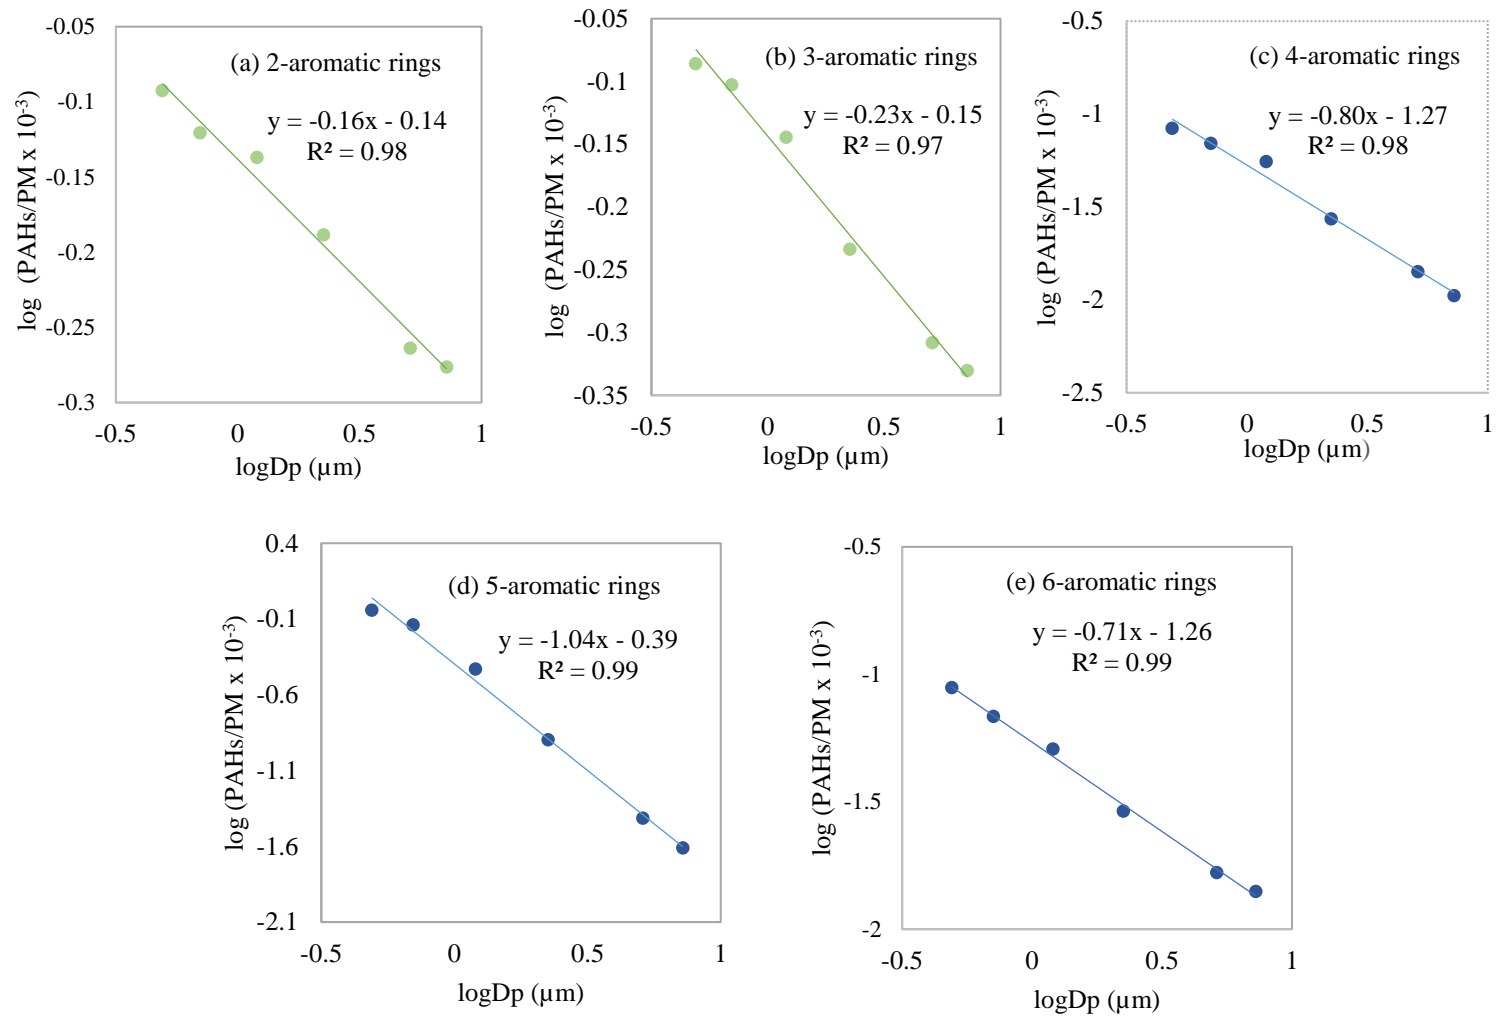 (a) 2-aromatic rings
y = -0.16x - 0.14
R² = 0.98
log (PAHs/PM x 10⁻³)
-0.05
-0.1
-0.15
-0.2
-0.25
-0.3
-0.5 0 0.5 1
logDp (µm)
(b) 3-aromatic rings
y = -0.23x - 0.15
R² = 0.97
log (PAHs/PM x 10⁻³)
-0.05
-0.1
-0.15
-0.2
-0.25
-0.3
-0.35
-0.5 0 0.5 1
logDp (µm)
(c) 4-aromatic rings
y = -0.80x - 1.27
R² = 0.98
log (PAHs/PM x 10⁻³)
-0.5
-1
-1.5
-2
-2.5
-0.5 0 0.5 1
logDp (µm)
(d) 5-aromatic rings
y = -1.04x - 0.39
R² = 0.99
log (PAHs/PM x 10⁻³)
0.4
-0.1
-0.6
-1.1
-1.6
-2.1
-0.5 0 0.5 1
logDp (µm)
(e) 6-aromatic rings
y = -0.71x - 1.26
R² = 0.99
log (PAHs/PM x 10⁻³)
-0.5
-1
-1.5
-2
-0.5 0 0.5 1
logDp (µm)